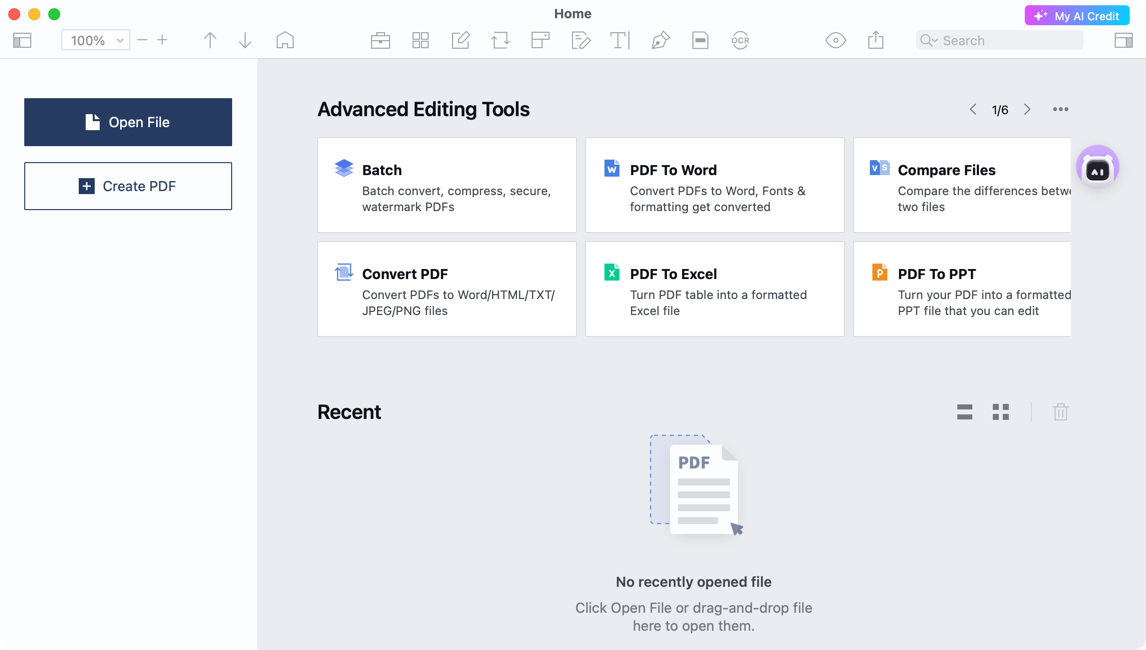 Home
My AI Credit
100%
OCR
Search
Open File
Create PDF
Advanced Editing Tools
1/6
Batch
Batch convert, compress, secure,
watermark PDFs
W
PDF To Word
Convert PDFs to Word, Fonts &
formatting get converted
V S
Compare Files
Compare the differences betwe
two files
Convert PDF
Convert PDFs to Word/HTML/TXT/
JPEG/PNG files
X
PDF To Excel
Turn PDF table into a formatted
Excel file
P
PDF To PPT
Turn your PDF into a formatted
PPT file that you can edit
Recent
PDF
No recently opened file
Click Open File or drag-and-drop file
here to open them.